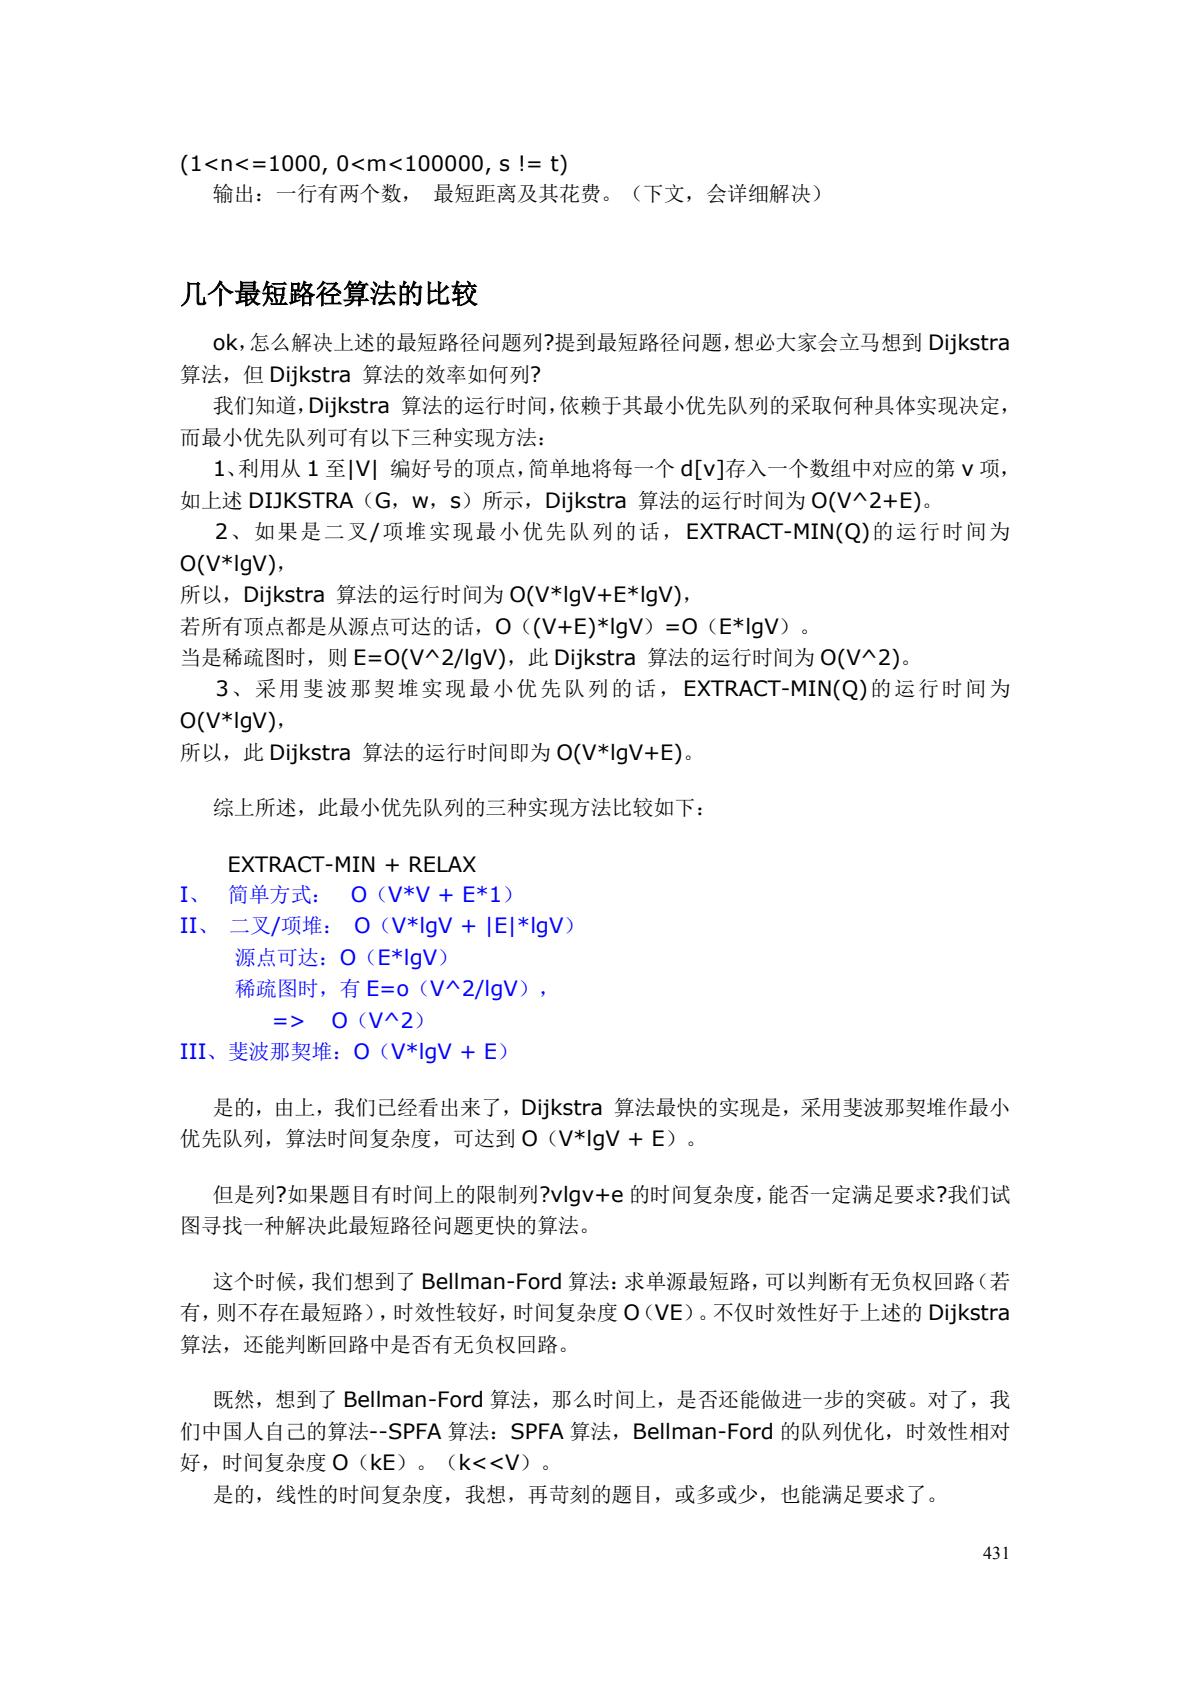 (1<n<=1000, 0<m<100000, s != t)
输出：一行有两个数， 最短距离及其花费。（下文，会详细解决）
几个最短路径算法的比较
ok，怎么解决上述的最短路径问题列?提到最短路径问题，想必大家会立马想到 Dijkstra
算法，但 Dijkstra 算法的效率如何列?
我们知道，Dijkstra 算法的运行时间，依赖于其最小优先队列的采取何种具体实现决定，
而最小优先队列可有以下三种实现方法：
1、利用从 1 至|V| 编好号的顶点，简单地将每一个 d[v]存入一个数组中对应的第 v 项，
如上述 DIJKSTRA（G，w，s）所示，Dijkstra 算法的运行时间为 O(V^2+E)。
2、如果是二叉/项堆实现最小优先队列的话，EXTRACT-MIN(Q)的运行时间为
O(V*lgV)，
所以，Dijkstra 算法的运行时间为 O(V*lgV+E*lgV)，
若所有顶点都是从源点可达的话，O（(V+E)*lgV）=O（E*lgV）。
当是稀疏图时，则 E=O(V^2/lgV)，此 Dijkstra 算法的运行时间为 O(V^2)。
3、采用斐波那契堆实现最小优先队列的话，EXTRACT-MIN(Q)的运行时间为
O(V*lgV)，
所以，此 Dijkstra 算法的运行时间即为 O(V*lgV+E)。
综上所述，此最小优先队列的三种实现方法比较如下：
EXTRACT-MIN + RELAX
I、 简单方式： O（V*V + E*1）
II、 二叉/项堆： O（V*lgV + |E|*lgV）
源点可达：O（E*lgV）
稀疏图时，有 E=o（V^2/lgV），
=> O（V^2）
III、斐波那契堆：O（V*lgV + E）
是的，由上，我们已经看出来了，Dijkstra 算法最快的实现是，采用斐波那契堆作最小
优先队列，算法时间复杂度，可达到 O（V*lgV + E）。
但是列?如果题目有时间上的限制列?vlgv+e 的时间复杂度，能否一定满足要求?我们试
图寻找一种解决此最短路径问题更快的算法。
这个时候，我们想到了 Bellman-Ford 算法：求单源最短路，可以判断有无负权回路（若
有，则不存在最短路），时效性较好，时间复杂度 O（VE）。不仅时效性好于上述的 Dijkstra
算法，还能判断回路中是否有无负权回路。
既然，想到了 Bellman-Ford 算法，那么时间上，是否还能做进一步的突破。对了，我
们中国人自己的算法--SPFA 算法：SPFA 算法，Bellman-Ford 的队列优化，时效性相对
好，时间复杂度 O（kE）。（k<<V）。
是的，线性的时间复杂度，我想，再苛刻的题目，或多或少，也能满足要求了。
431